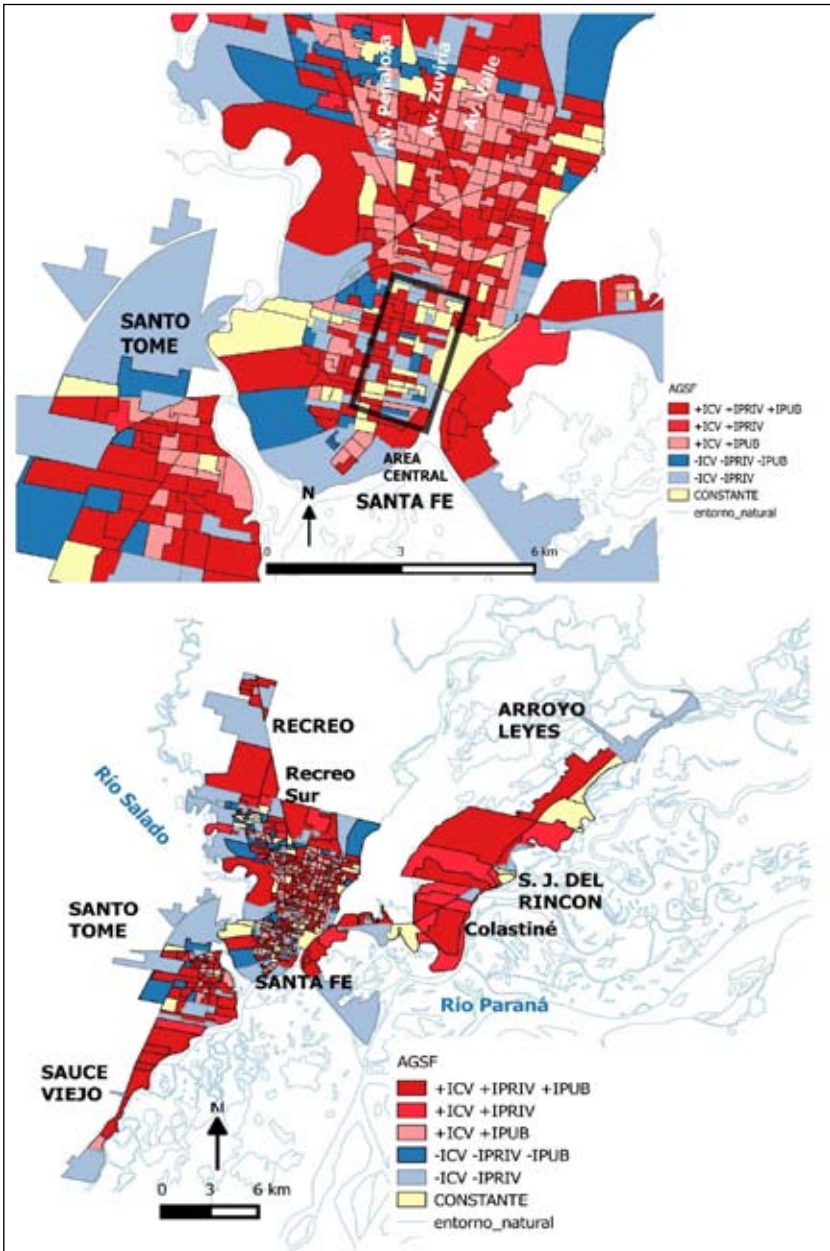 Av. Peñaloza
Av. Zuviría
Av. Valle
SANTO
TOME
AREA
CENTRAL
SANTA FE
N
0 3 6 km
AGSF
+ICV +IPRIV +IPUB
+ICV +IPRIV
+ICV +IPUB
-ICV -IPRIV -IPUB
-ICV -IPRIV
CONSTANTE
entorno_natural
RECREO
Recreo
Sur
Río Salado
ARROYO
LEYES
SANTO
TOME
S. J. DEL
RINCON
Colastiné
SANTA FE
Río Paraná
SAUCE
VIEJO
N
0 3 6 km
AGSF
+ICV +IPRIV +IPUB
+ICV +IPRIV
+ICV +IPUB
-ICV -IPRIV -IPUB
-ICV -IPRIV
CONSTANTE
entorno_natural